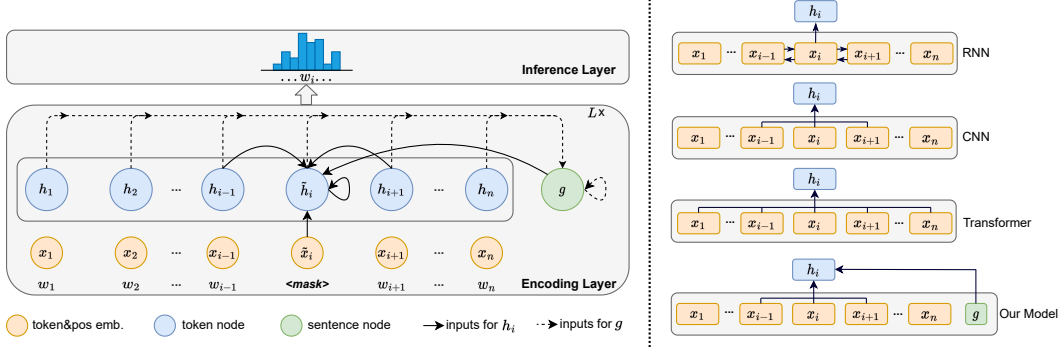 ... w_i ...
Inference Layer
L×
h_1 h_2 ... h_{i-1} h̃_i h_{i+1} ... h_n g
x_1 x_2 ... x_{i-1} x̃_i x_{i+1} ... x_n
w_1 w_2 ... w_{i-1} <mask> w_{i+1} ... w_n Encoding Layer
token&pos emb. token node sentence node inputs for h_i inputs for g
h_i
x_1 ... x_{i-1} x_i x_{i+1} ... x_n RNN
h_i
x_1 ... x_{i-1} x_i x_{i+1} ... x_n CNN
h_i
x_1 ... x_{i-1} x_i x_{i+1} ... x_n Transformer
h_i
x_1 ... x_{i-1} x_i x_{i+1} ... x_n g Our Model